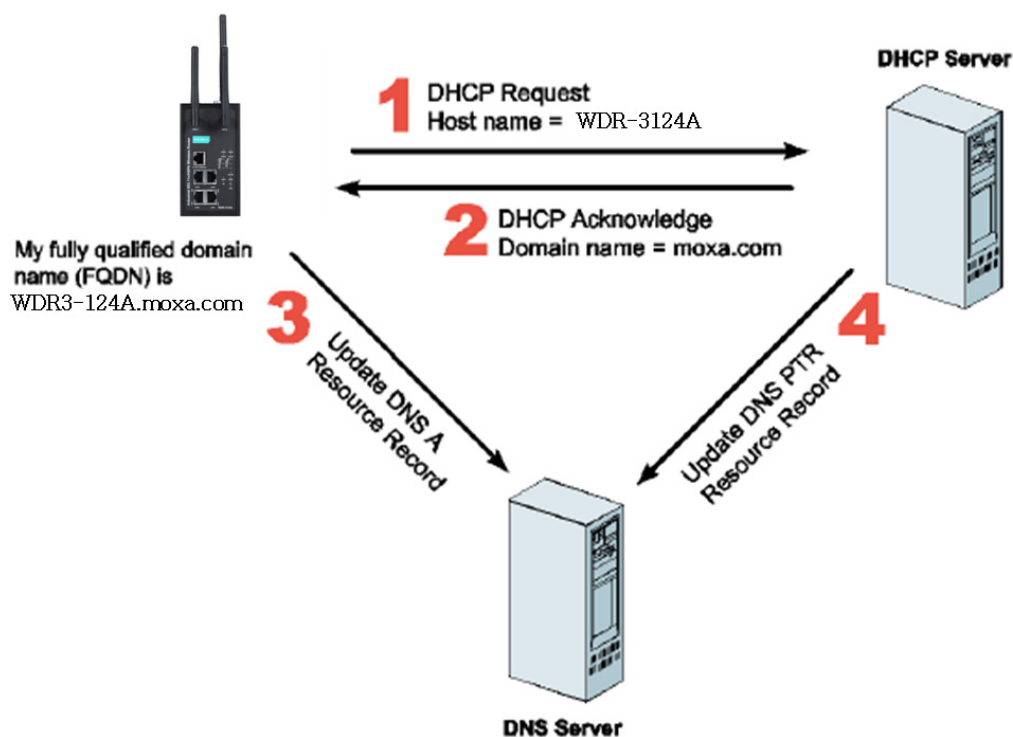 DHCP Server
1
DHCP Request
Host name = WDR-3124A
2
DHCP Acknowledge
Domain name = moxa.com
My fully qualified domain
name (FQDN) is
WDR3-124A.moxa.com
3
Update DNS A
Resource Record
4
Update DNS PTR
Resource Record
DNS Server